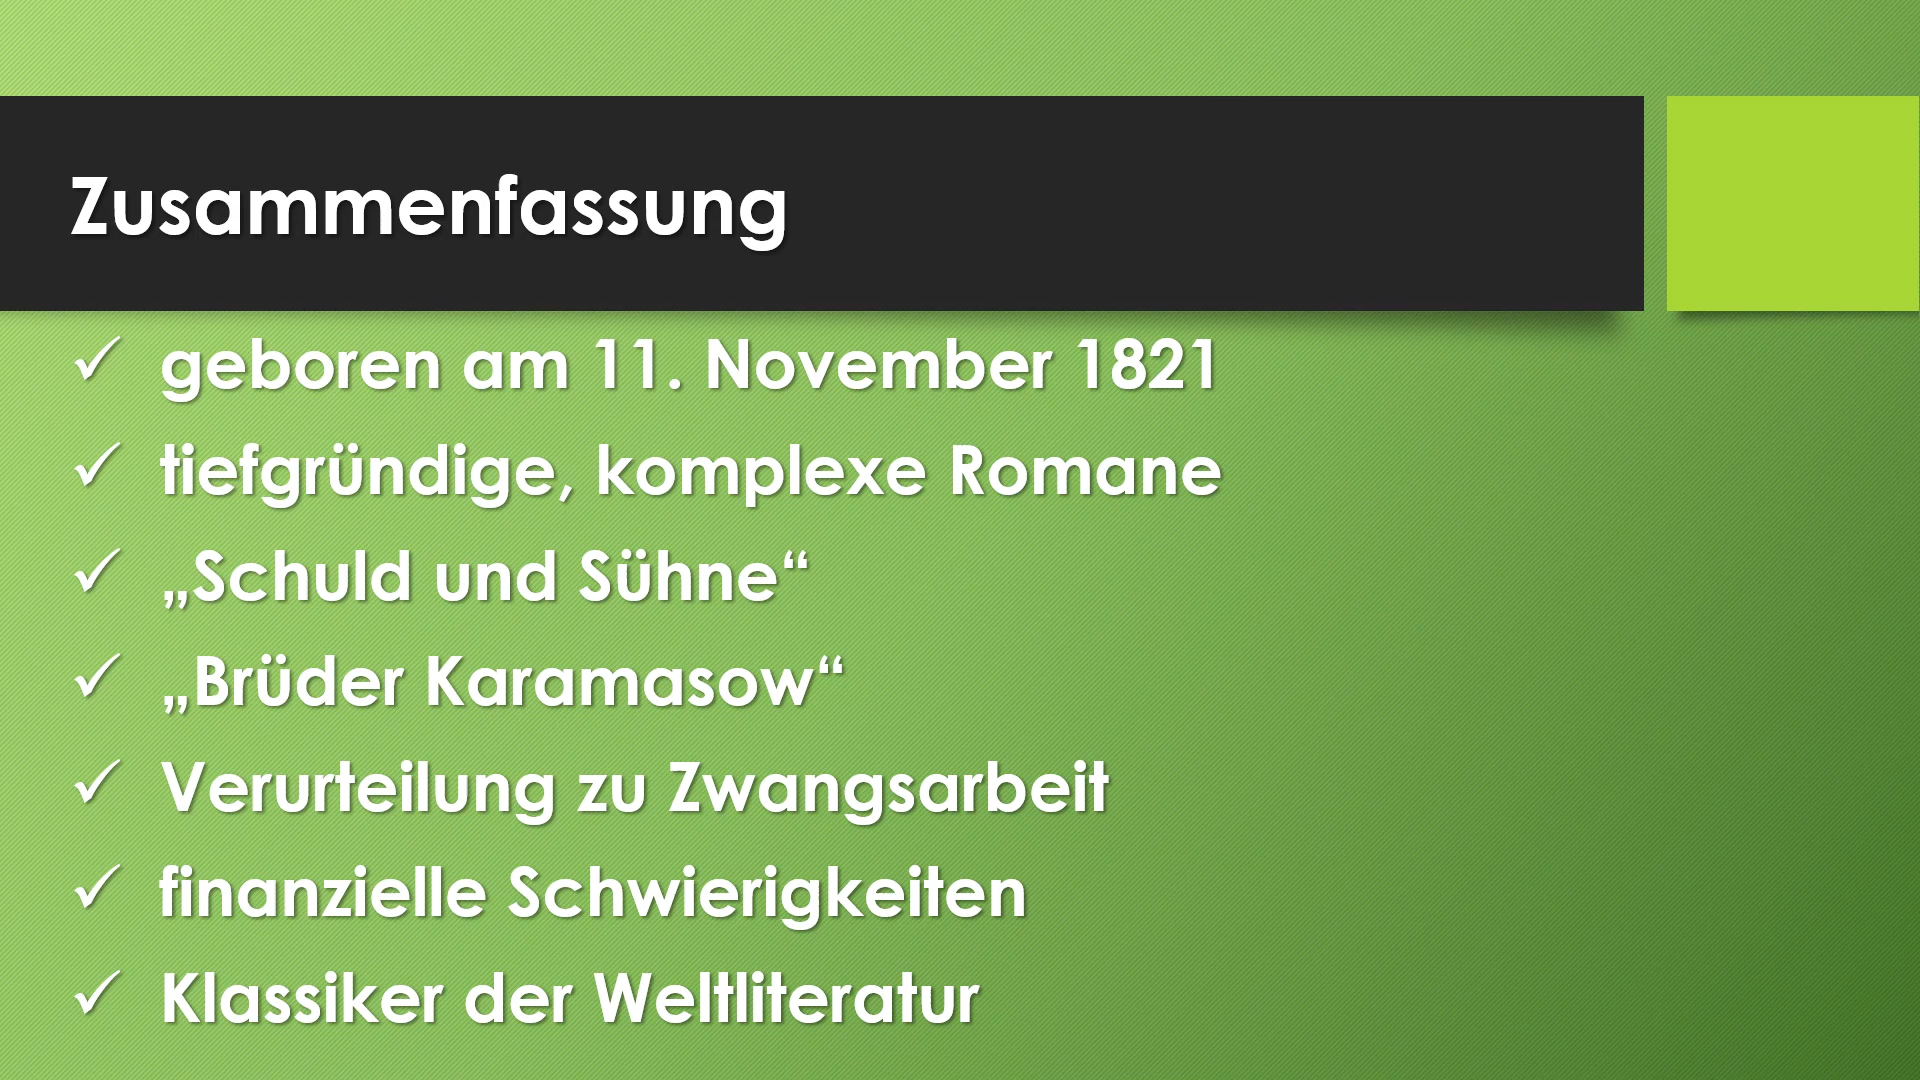 Zusammenfassung
✓ geboren am 11. November 1821
✓ tiefgründige, komplexe Romane
✓ „Schuld und Sühne“
✓ „Brüder Karamasow“
✓ Verurteilung zu Zwangsarbeit
✓ finanzielle Schwierigkeiten
✓ Klassiker der Weltliteratur